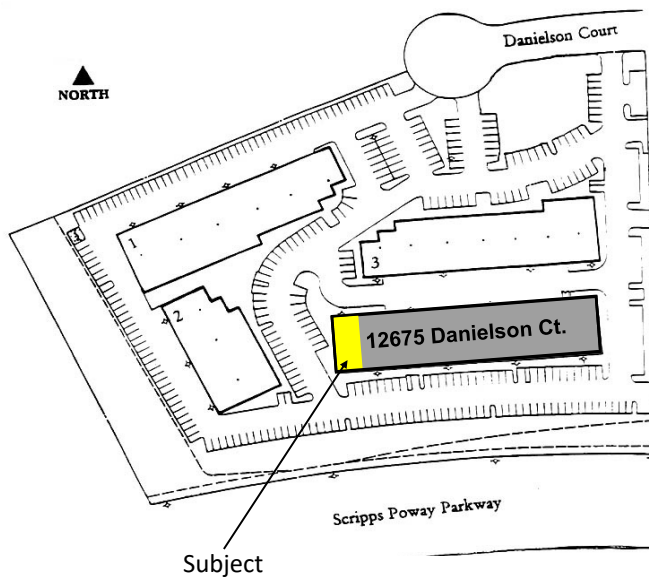 Danielson Court
NORTH
1
3
2
12675 Danielson Ct.
Scripps Poway Parkway
Subject